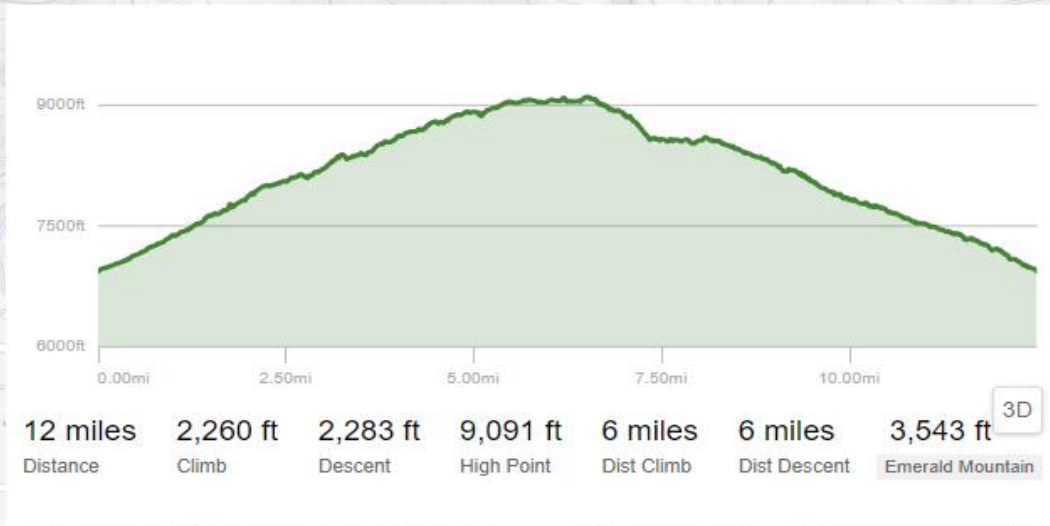 9000ft
7500ft
6000ft
0.00mi 2.50mi 5.00mi 7.50mi 10.00mi
3D
12 miles 2,260 ft 2,283 ft 9,091 ft 6 miles 6 miles 3,543 ft
Distance Climb Descent High Point Dist Climb Dist Descent Emerald Mountain